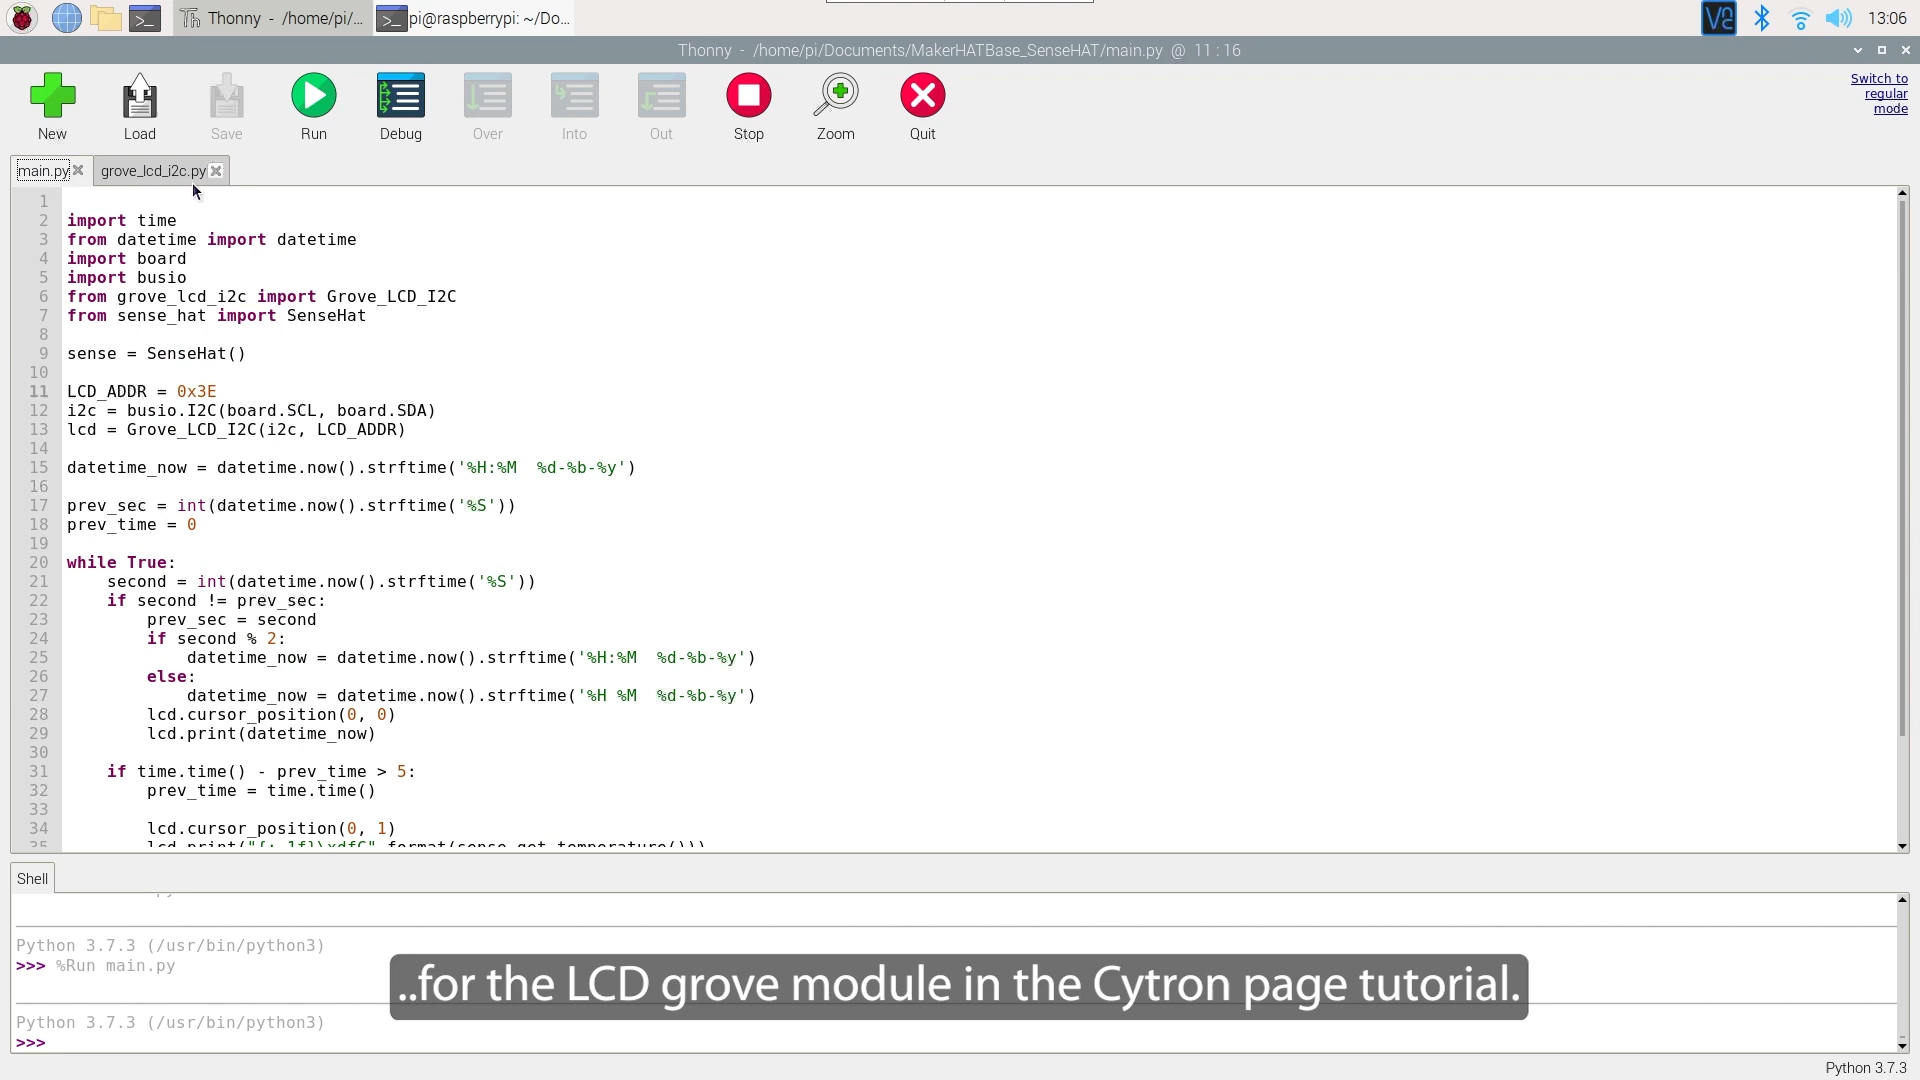 Thonny - /home/pi/...
pi@raspberrypi: ~/Do...
13:06
Thonny - /home/pi/Documents/MakerHATBase_SenseHAT/main.py @ 11 : 16
New
Load
Save
Run
Debug
Over
Into
Out
Stop
Zoom
Quit
Switch to
regular
mode
main.py
grove_lcd_i2c.py
1
2 import time
3 from datetime import datetime
4 import board
5 import busio
6 from grove_lcd_i2c import Grove_LCD_I2C
7 from sense_hat import SenseHat
8
9 sense = SenseHat()
10
11 LCD_ADDR = 0x3E
12 i2c = busio.I2C(board.SCL, board.SDA)
13 lcd = Grove_LCD_I2C(i2c, LCD_ADDR)
14
15 datetime_now = datetime.now().strftime('%H:%M  %d-%b-%y')
16
17 prev_sec = int(datetime.now().strftime('%S'))
18 prev_time = 0
19
20 while True:
21     second = int(datetime.now().strftime('%S'))
22     if second != prev_sec:
23         prev_sec = second
24         if second % 2:
25             datetime_now = datetime.now().strftime('%H:%M  %d-%b-%y')
26         else:
27             datetime_now = datetime.now().strftime('%H %M  %d-%b-%y')
28         lcd.cursor_position(0, 0)
29         lcd.print(datetime_now)
30
31     if time.time() - prev_time > 5:
32         prev_time = time.time()
33
34         lcd.cursor_position(0, 1)
35         lcd.print("{:.1f}\xdfC".format(sense.get_temperature()))
Shell
Python 3.7.3 (/usr/bin/python3)
>>> %Run main.py
Python 3.7.3 (/usr/bin/python3)
>>>
..for the LCD grove module in the Cytron page tutorial.
Python 3.7.3